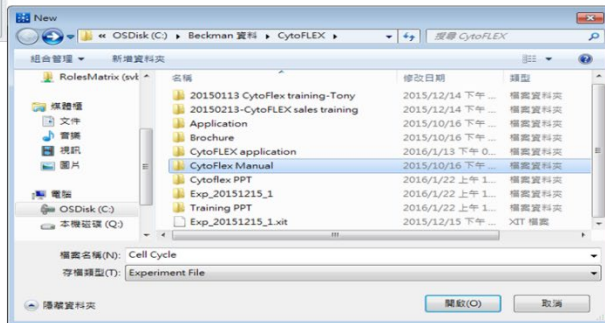 New
« OSDisk (C:) ▸ Beckman 資料 ▸ CytoFLEX ▸
搜尋 CytoFLEX
組合管理 ▾ 新增資料夾
名稱 修改日期 類型
RolesMatrix (svt
媒體櫃
文件
音樂
視訊
圖片
電腦
OSDisk (C:)
本機磁碟 (Q:)
20150113 CytoFlex training-Tony 2015/12/14 下午 ... 檔案資料夾
20150213-CytoFLEX sales training 2015/12/14 下午 ... 檔案資料夾
Application 2015/10/16 下午 ... 檔案資料夾
Brochure 2015/10/16 下午 ... 檔案資料夾
CytoFLEX application 2016/1/13 下午 0... 檔案資料夾
CytoFlex Manual 2015/10/16 下午 ... 檔案資料夾
Cytoflex PPT 2016/1/22 上午 1... 檔案資料夾
Exp_20151215_1 2016/1/22 上午 1... 檔案資料夾
Training PPT 2016/1/22 上午 1... 檔案資料夾
Exp_20151215_1.xit 2015/12/15 下午 ... XIT 檔案
檔案名稱(N): Cell Cycle
存檔類型(T): Experiment File
隱藏資料夾
開啟(O) 取消